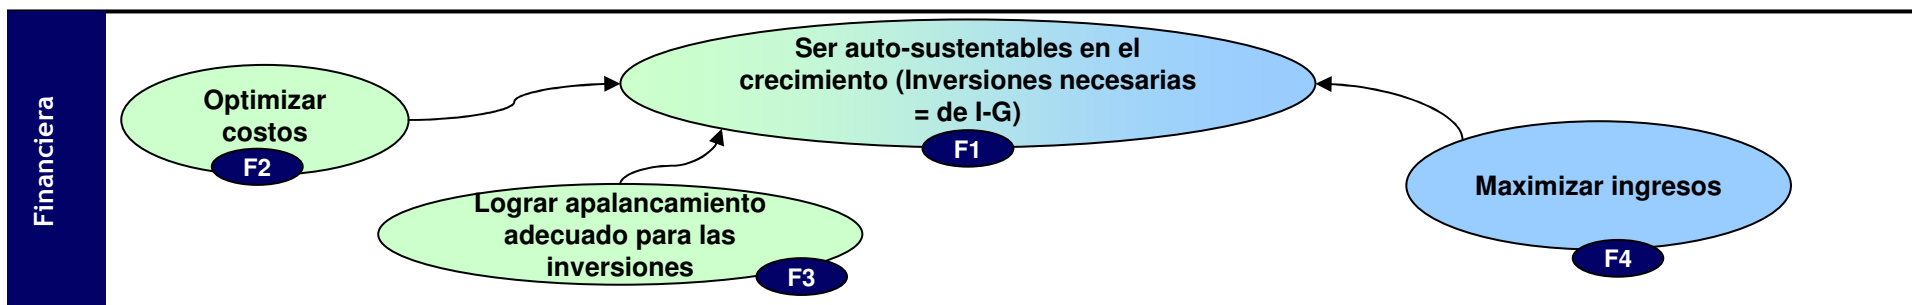 Financiera
Ser auto-sustentables en el
crecimiento (Inversiones necesarias
= de I-G)
F1
Optimizar
costos
F2
Lograr apalancamiento
adecuado para las
inversiones
F3
Maximizar ingresos
F4